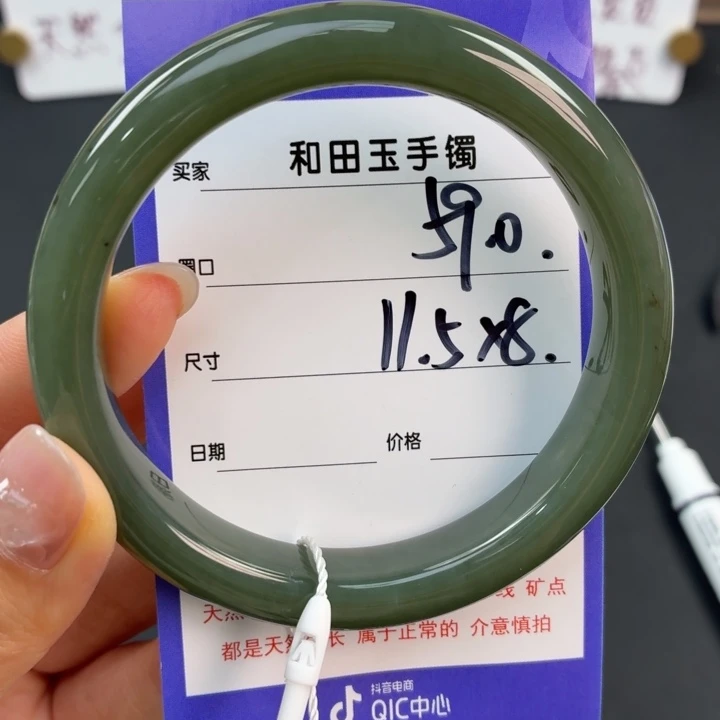 和田玉手镯
买家
圈口 59.0.
尺寸 11.5x8.
日期 价格
线 矿点
都是天然 长 属于正常的 介意慎拍
抖音电商
QIC中心